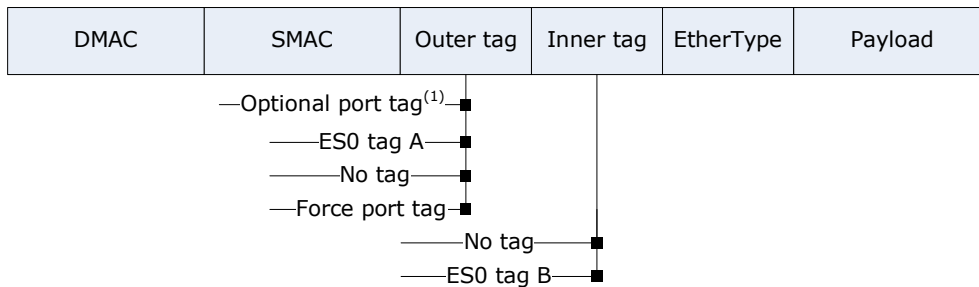 DMAC SMAC Outer tag Inner tag EtherType Payload
Optional port tag(1)
ES0 tag A
No tag
Force port tag
No tag
ES0 tag B